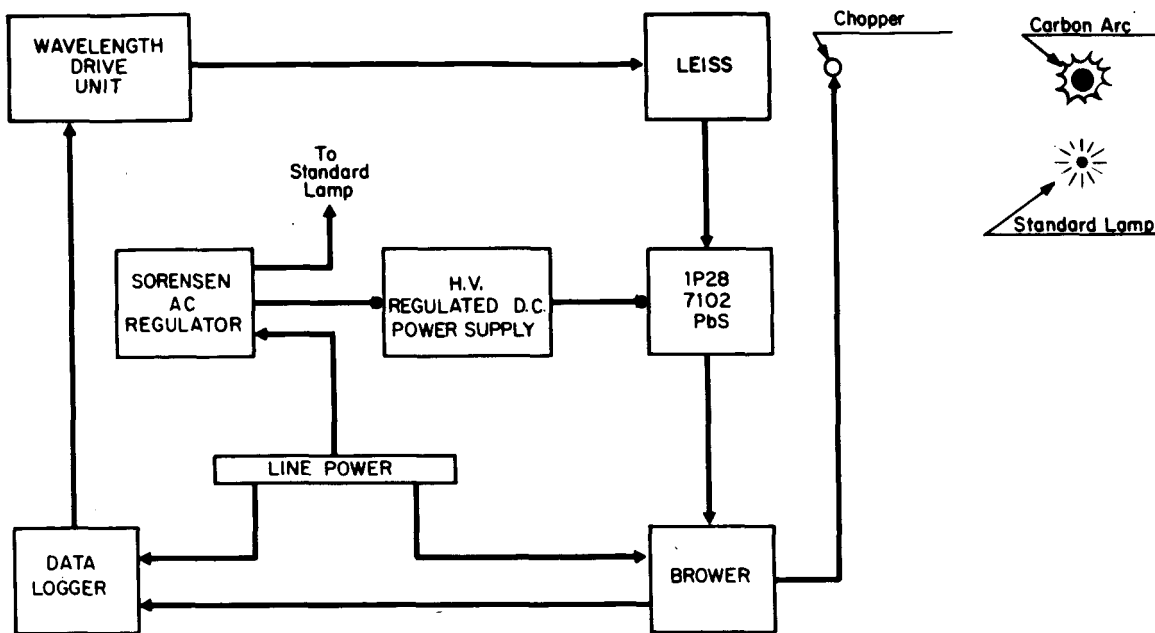 WAVELENGTH
DRIVE
UNIT
LEISS
Chopper
Carbon Arc
Standard Lamp
To
Standard
Lamp
SORENSEN
AC
REGULATOR
H.V.
REGULATED D.C.
POWER SUPPLY
1P28
7102
PbS
LINE POWER
DATA
LOGGER
BROWER